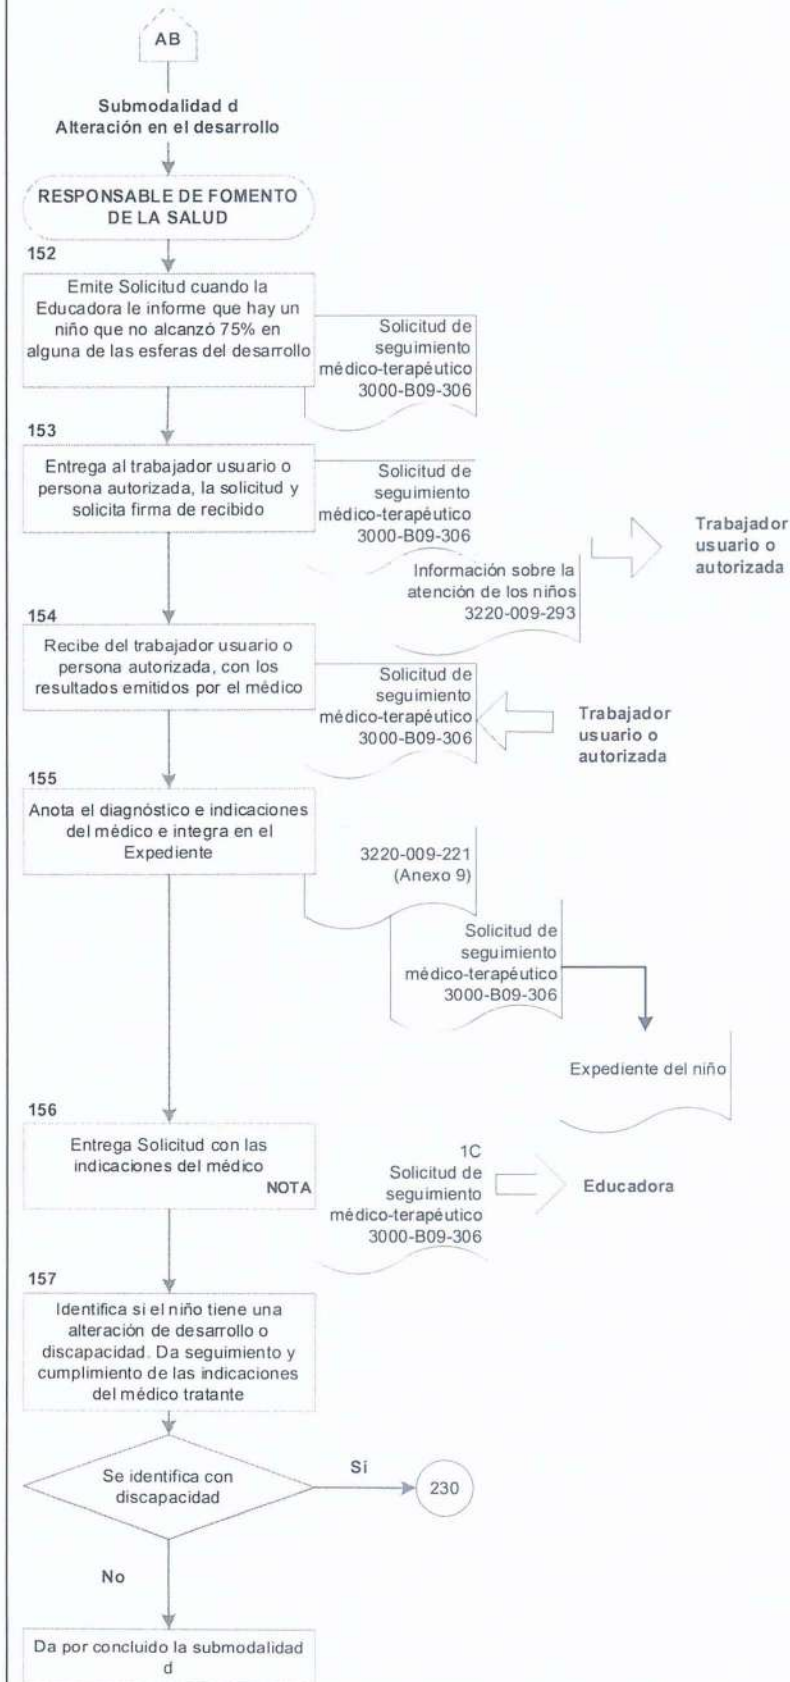 AB
Submodalidad d
Alteración en el desarrollo
RESPONSABLE DE FOMENTO
DE LA SALUD
152
Emite Solicitud cuando la
Educadora le informe que hay un
niño que no alcanzó 75% en
alguna de las esferas del desarrollo
Solicitud de
seguimiento
médico-terapéutico
3000-B09-306
153
Entrega al trabajador usuario o
persona autorizada, la solicitud y
solicita firma de recibido
Solicitud de
seguimiento
médico-terapéutico
3000-B09-306
Información sobre la
atención de los niños
3220-009-293
Trabajador
usuario o
autorizada
154
Recibe del trabajador usuario o
persona autorizada, con los
resultados emitidos por el médico
Solicitud de
seguimiento
médico-terapéutico
3000-B09-306
Trabajador
usuario o
autorizada
155
Anota el diagnóstico e indicaciones
del médico e integra en el
Expediente
3220-009-221
(Anexo 9)
Solicitud de
seguimiento
médico-terapéutico
3000-B09-306
Expediente del niño
156
Entrega Solicitud con las
indicaciones del médico
NOTA
1C
Solicitud de
seguimiento
médico-terapéutico
3000-B09-306
Educadora
157
Identifica si el niño tiene una
alteración de desarrollo o
discapacidad. Da seguimiento y
cumplimiento de las indicaciones
del médico tratante
Se identifica con
discapacidad
Sí
230
No
Da por concluido la submodalidad
d